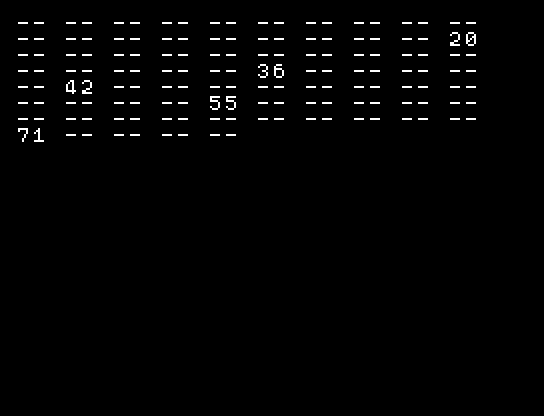 -- -- -- -- -- -- -- -- -- --
-- -- -- -- -- -- -- -- -- 20
-- -- -- -- -- -- -- -- -- --
-- -- -- -- -- 36 -- -- -- --
-- 42 -- -- -- -- -- -- -- --
-- -- -- -- 55 -- -- -- -- --
-- -- -- -- -- -- -- -- -- --
71 -- -- -- --